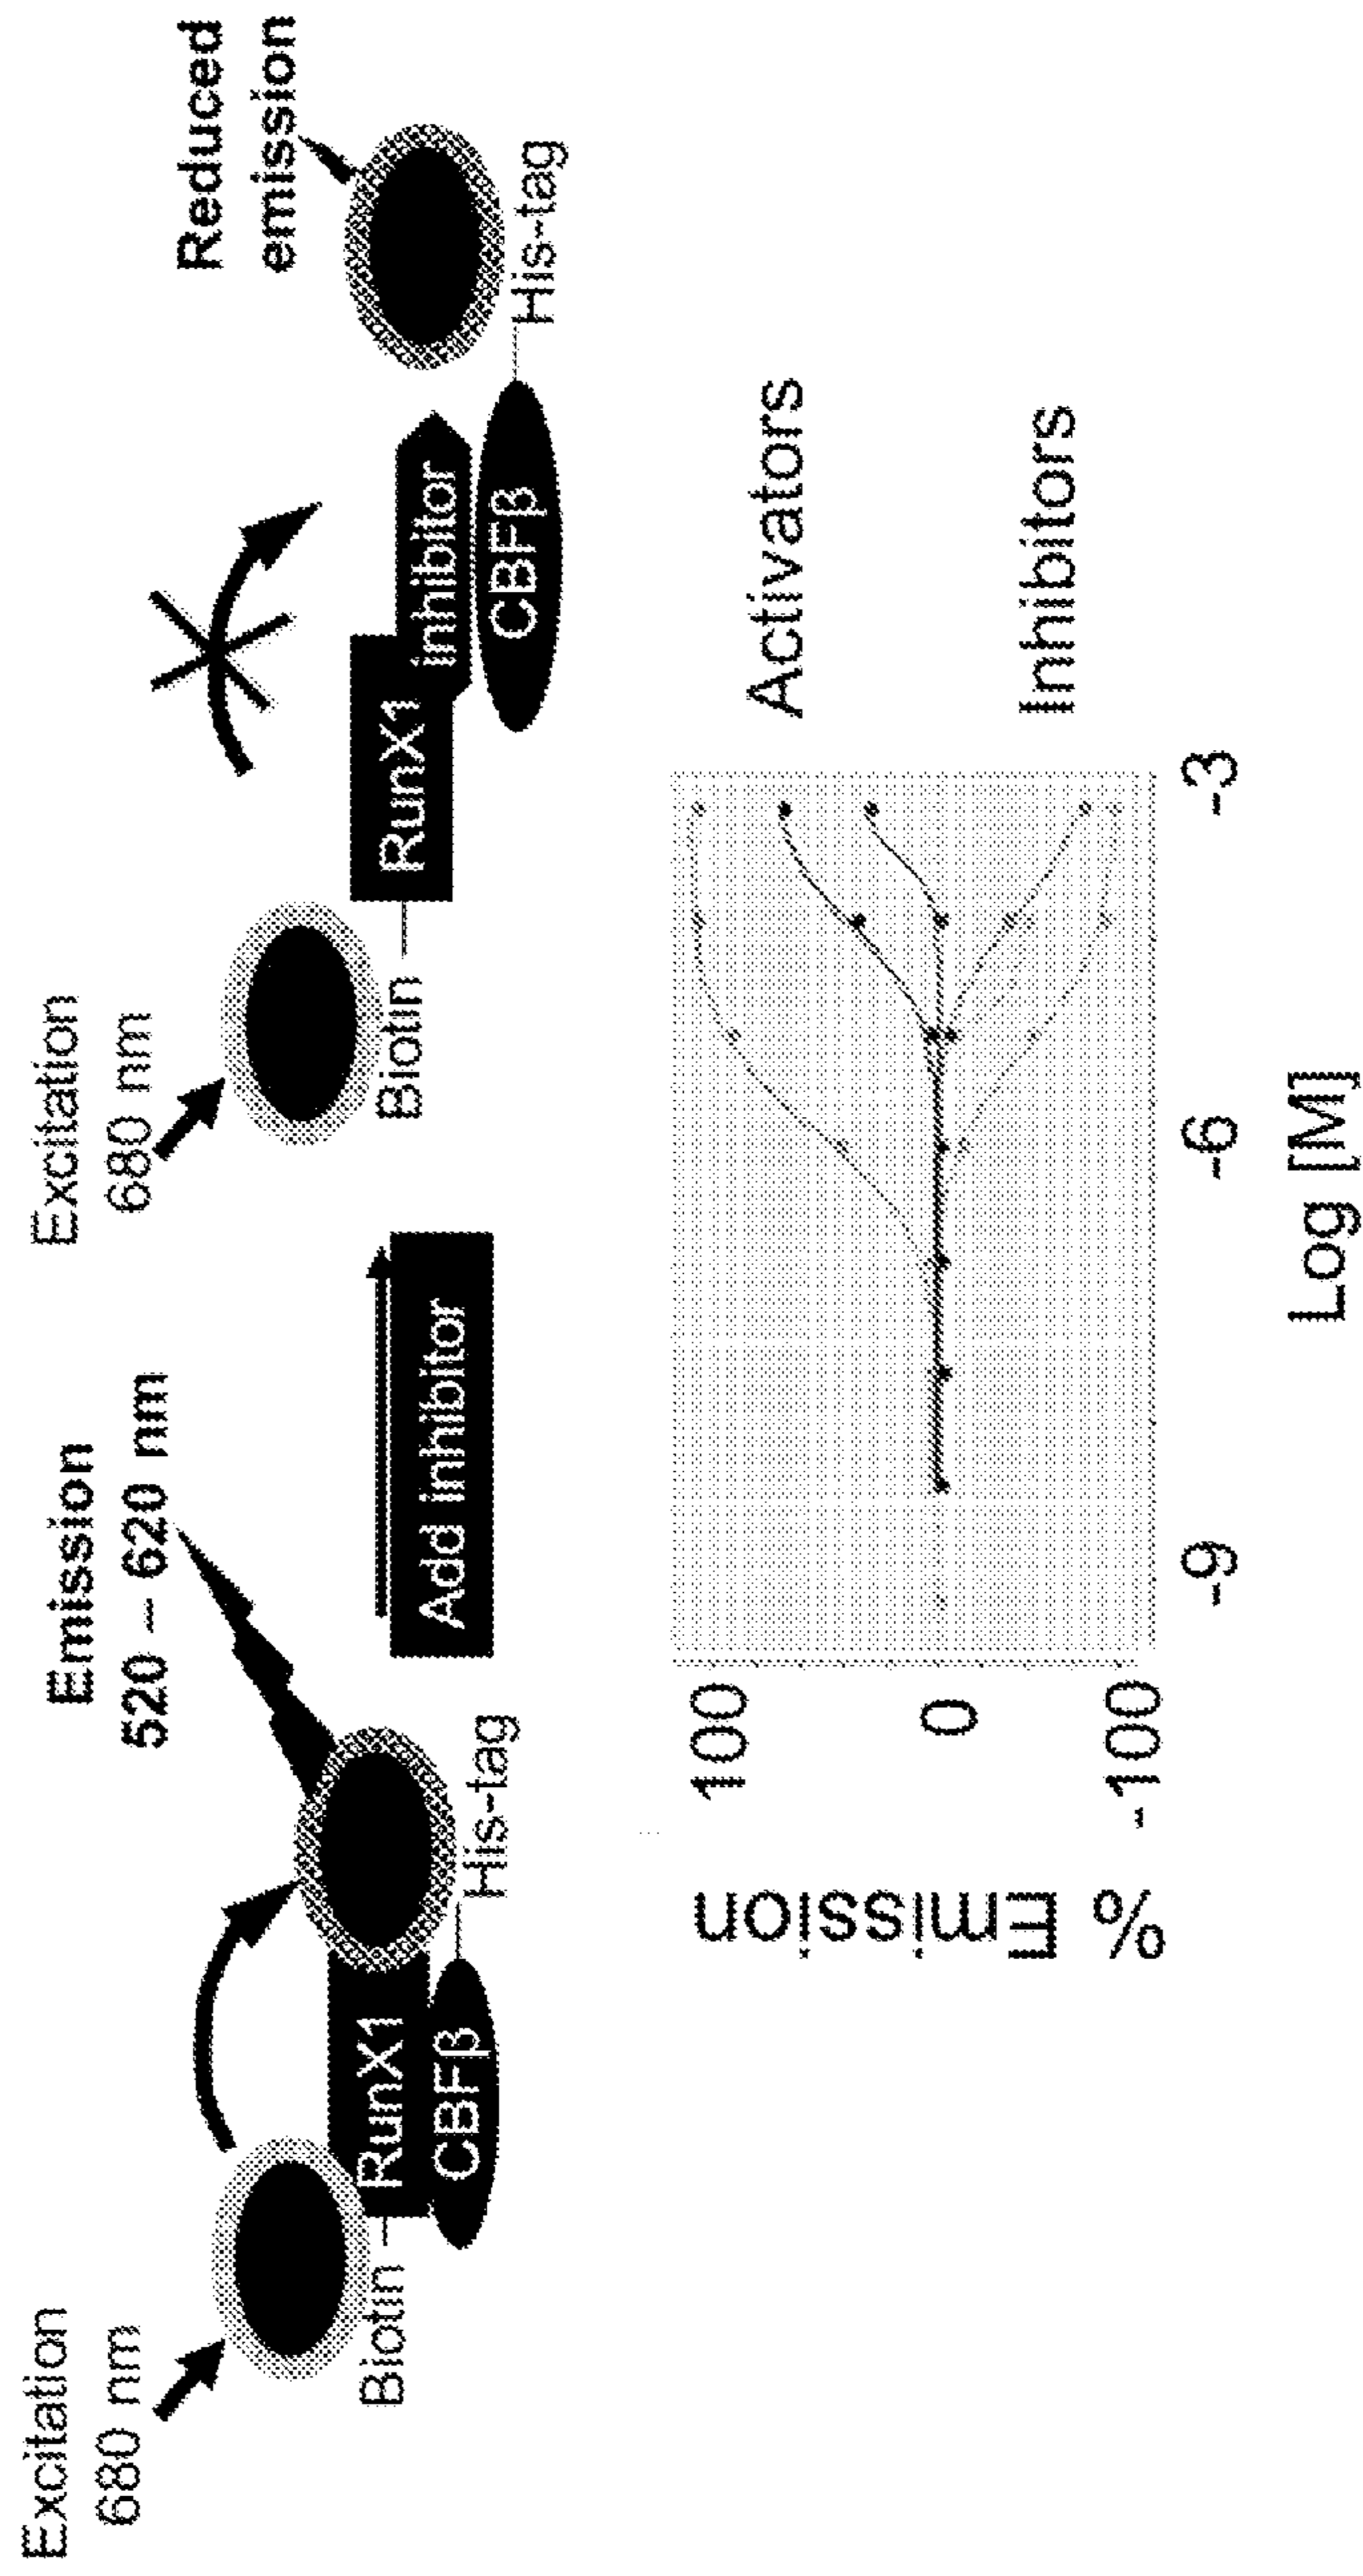 Excitation
680 nm
Emission
520 – 620 nm
Biotin
RunX1
CBFβ
His-tag
Add inhibitor
Excitation
680 nm
Biotin
RunX1
inhibitor
CBFβ
His-tag
Reduced
emission
% Emission
100
0
-100
-9
-6
-3
Log [M]
Activators
Inhibitors